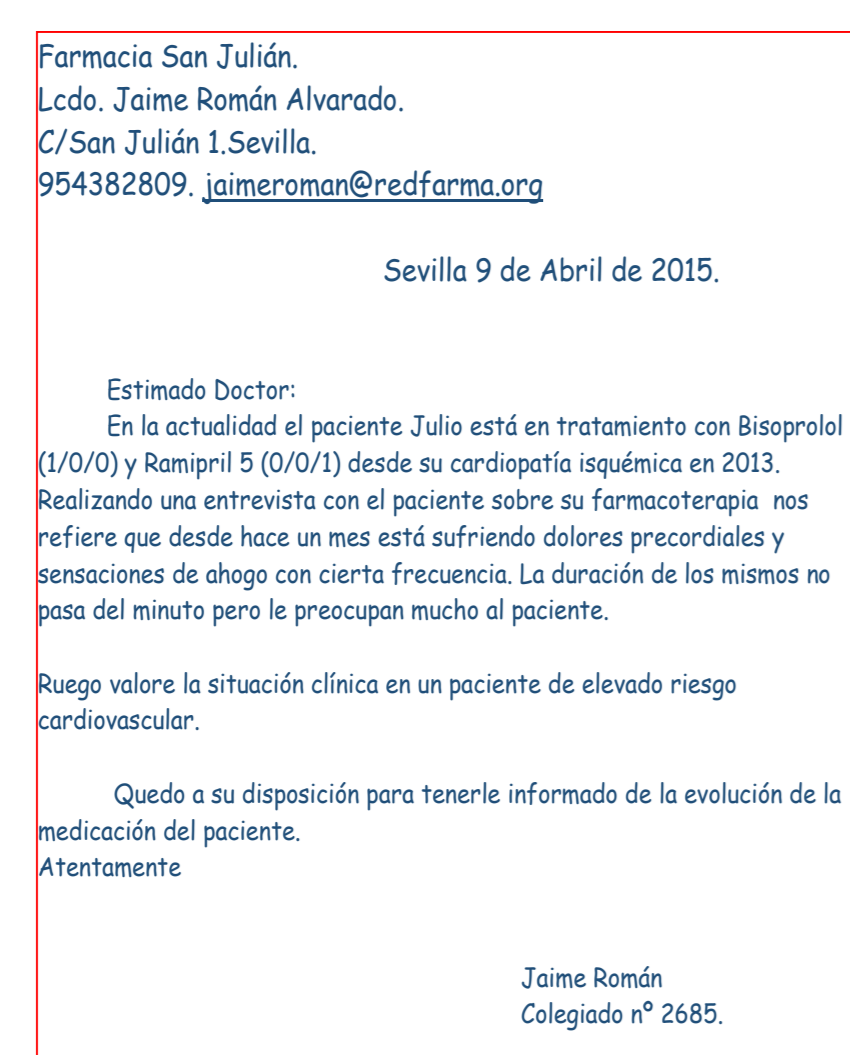 Farmacia San Julián.
Lcdo. Jaime Román Alvarado.
C/San Julián 1.Sevilla.
954382809. jaimeroman@redfarma.org
Sevilla 9 de Abril de 2015.
Estimado Doctor:
En la actualidad el paciente Julio está en tratamiento con Bisoprolol
(1/0/0) y Ramipril 5 (0/0/1) desde su cardiopatía isquémica en 2013.
Realizando una entrevista con el paciente sobre su farmacoterapia nos
refiere que desde hace un mes está sufriendo dolores precordiales y
sensaciones de ahogo con cierta frecuencia. La duración de los mismos no
pasa del minuto pero le preocupan mucho al paciente.
Ruego valore la situación clínica en un paciente de elevado riesgo
cardiovascular.
Quedo a su disposición para tenerle informado de la evolución de la
medicación del paciente.
Atentamente
Jaime Román
Colegiado nº 2685.